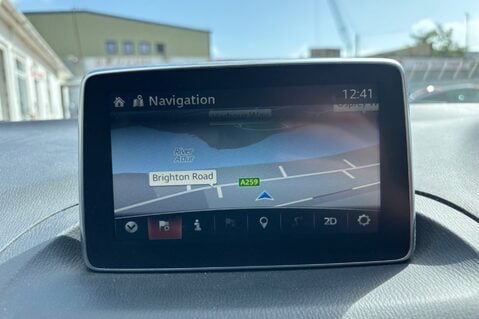 Navigation
12:41
River
Adur
Brighton Road
A259
2D